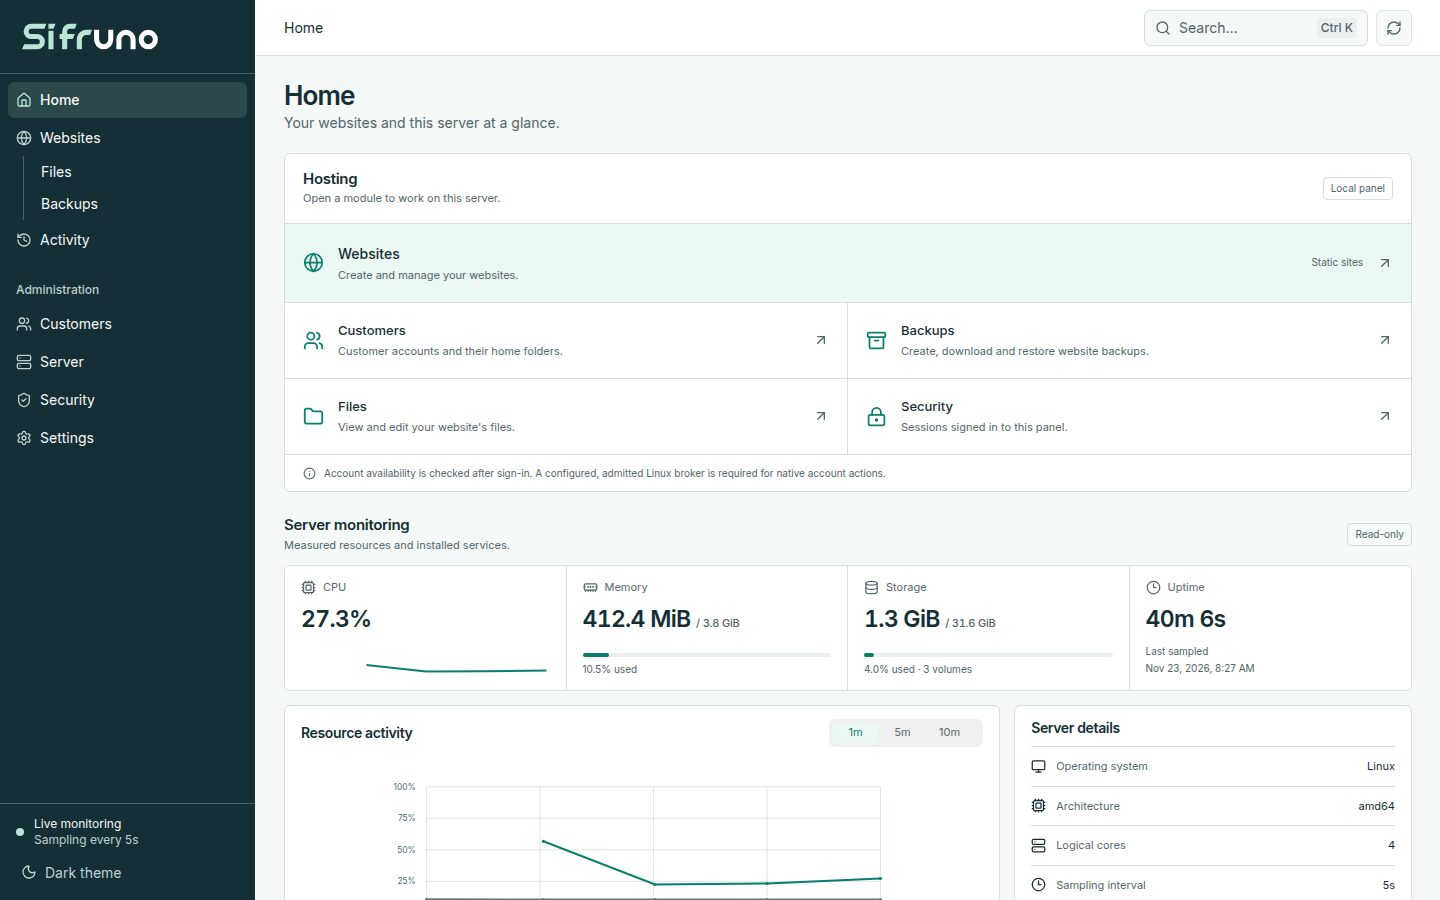 Sifruno
Home
Websites
Files
Backups
Activity
Administration
Customers
Server
Security
Settings
Live monitoring
Sampling every 5s
Dark theme
Home
Search...
Ctrl K
Home
Your websites and this server at a glance.
Hosting
Open a module to work on this server.
Local panel
Websites
Create and manage your websites.
Static sites
Customers
Customer accounts and their home folders.
Backups
Create, download and restore website backups.
Files
View and edit your website's files.
Security
Sessions signed in to this panel.
Account availability is checked after sign-in. A configured, admitted Linux broker is required for native account actions.
Server monitoring
Measured resources and installed services.
Read-only
CPU
27.3%
Memory
412.4 MiB / 3.8 GiB
10.5% used
Storage
1.3 GiB / 31.6 GiB
4.0% used · 3 volumes
Uptime
40m 6s
Last sampled
Nov 23, 2026, 8:27 AM
Resource activity
1m 5m 10m
100%
75%
50%
25%
Server details
Operating system Linux
Architecture amd64
Logical cores 4
Sampling interval 5s